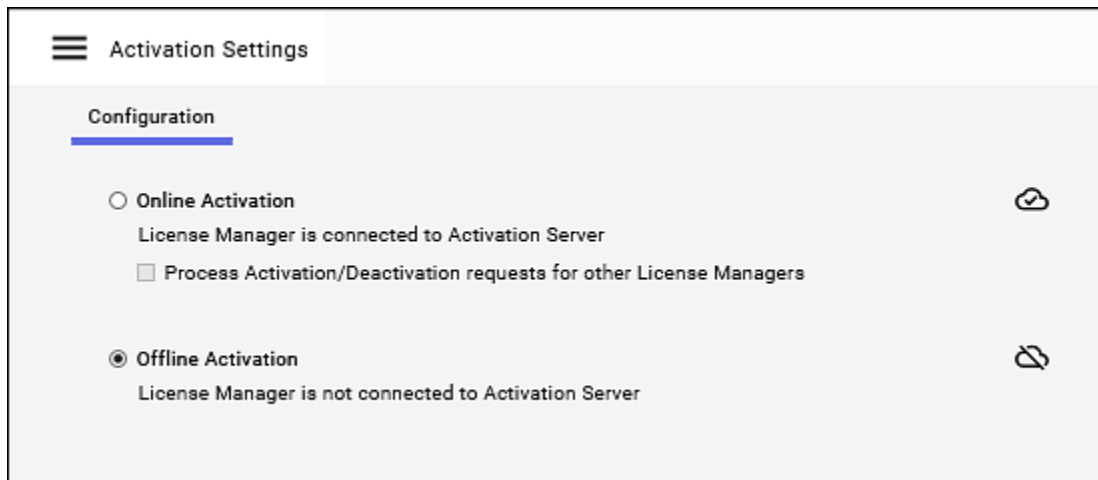 Activation Settings
Configuration
Online Activation
License Manager is connected to Activation Server
Process Activation/Deactivation requests for other License Managers
Offline Activation
License Manager is not connected to Activation Server